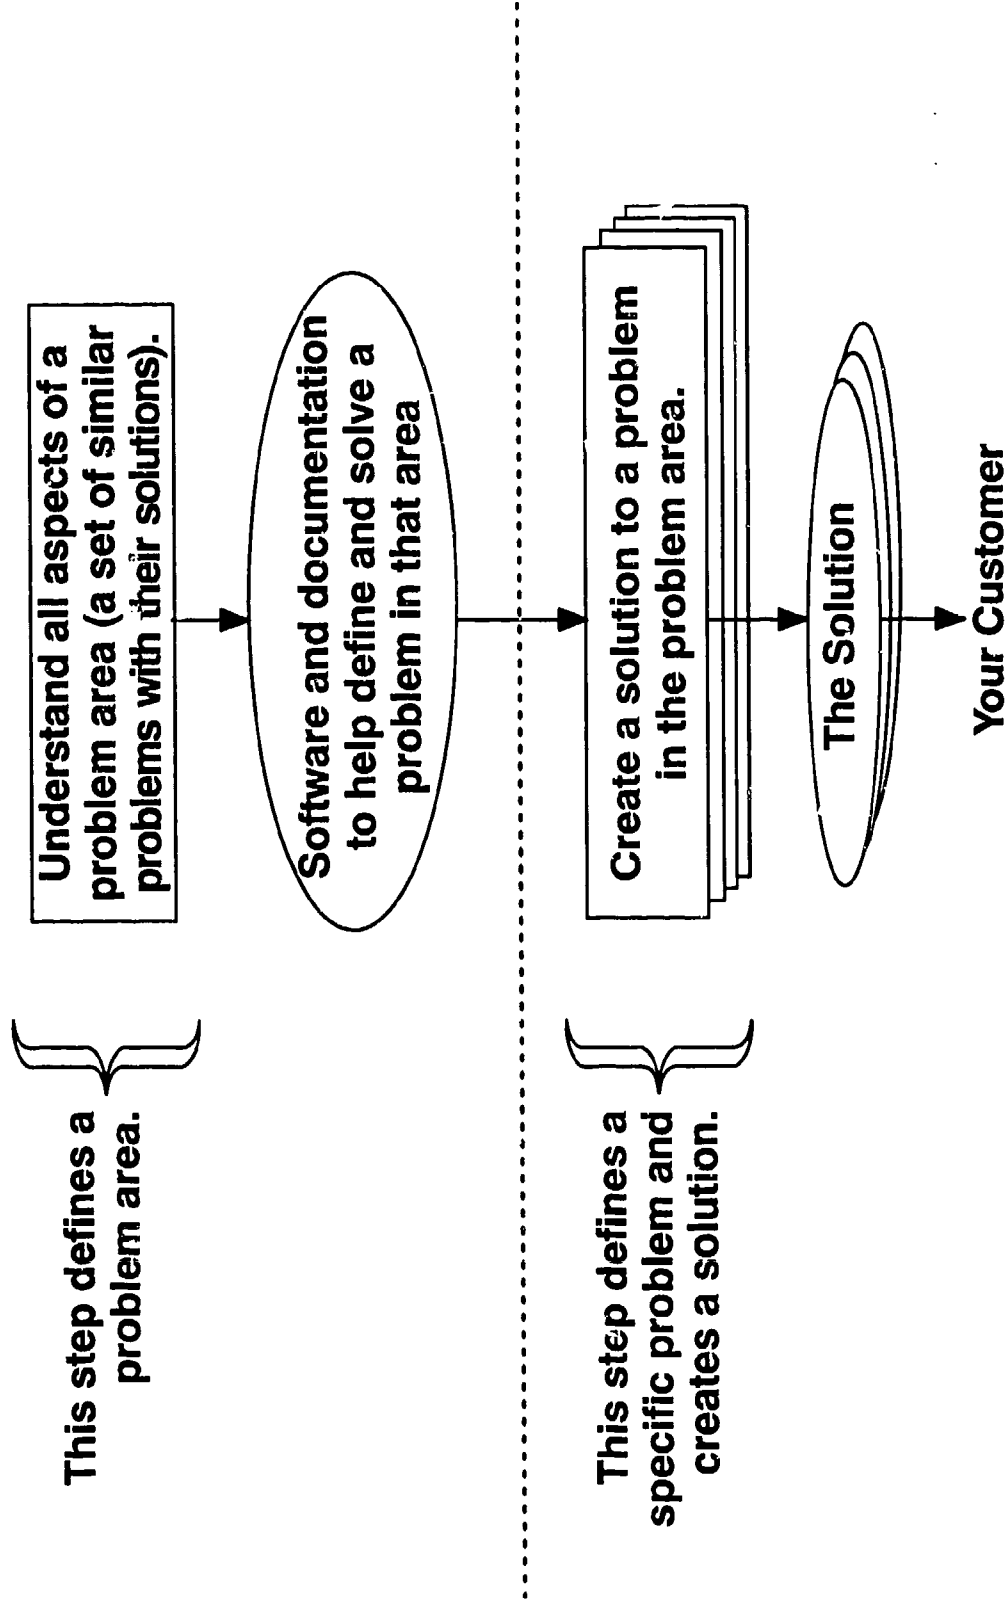 This step defines a
problem area.
Understand all aspects of a
problem area (a set of similar
problems with their solutions).
Software and documentation
to help define and solve a
problem in that area
This step defines a
specific problem and
creates a solution.
Create a solution to a problem
in the problem area.
The Solution
Your Customer